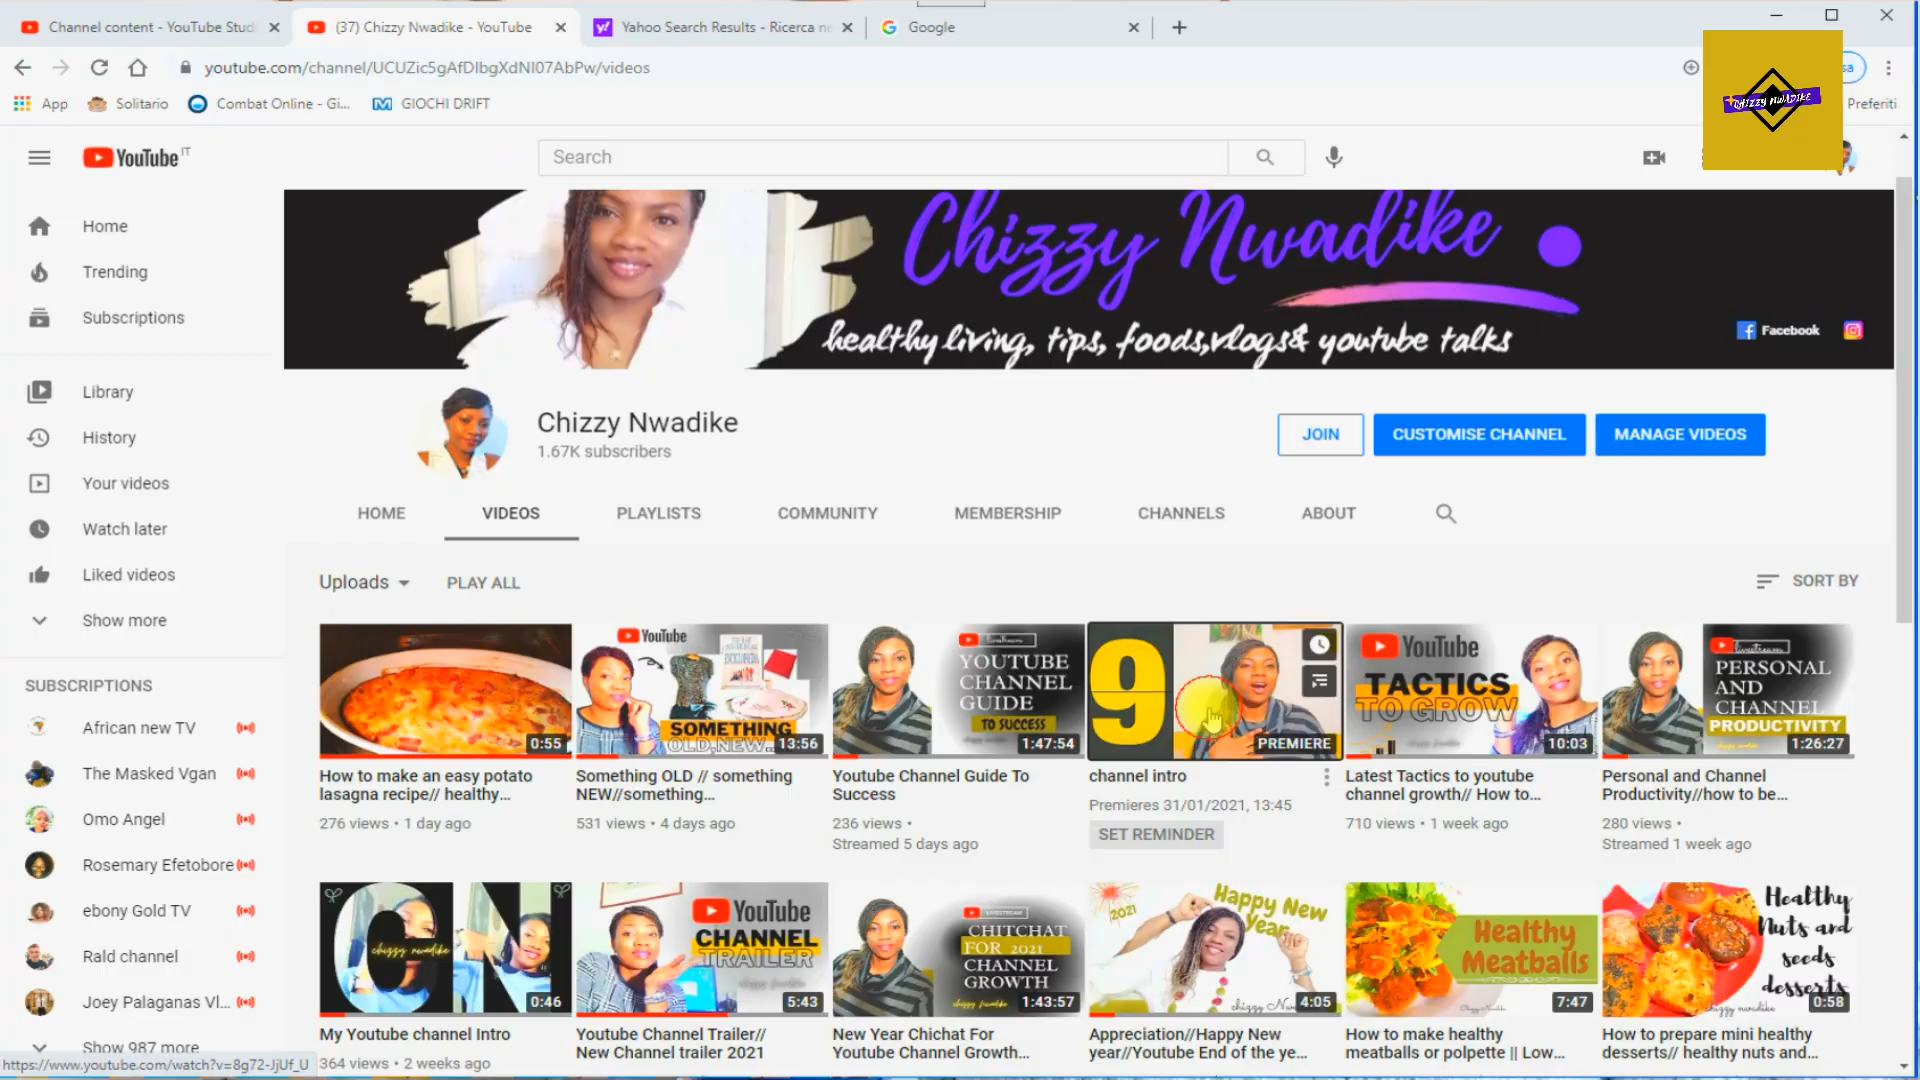 Channel content - YouTube Studi
(37) Chizzy Nwadike - YouTube
Yahoo Search Results - Ricerca ne
Google
youtube.com/channel/UCUZic5gAfDlbgXdNI07AbPw/videos
App
Solitario
Combat Online - Gi...
GIOCHI DRIFT
Preferiti
CHIZZY NWADIKE
YouTube IT
Search
Home
Trending
Subscriptions
Library
History
Your videos
Watch later
Liked videos
Show more
SUBSCRIPTIONS
African new TV
The Masked Vgan
Omo Angel
Rosemary Efetobore
ebony Gold TV
Rald channel
Joey Palaganas Vl...
Show 987 more
https://www.youtube.com/watch?v=8g72-JjUf_U
Chizzy Nwadike
healthy living, tips, foods,vlogs& youtube talks
Facebook
Chizzy Nwadike
1.67K subscribers
JOIN
CUSTOMISE CHANNEL
MANAGE VIDEOS
HOME
VIDEOS
PLAYLISTS
COMMUNITY
MEMBERSHIP
CHANNELS
ABOUT
Uploads
PLAY ALL
SORT BY
0:55
How to make an easy potato
lasagna recipe// healthy...
276 views • 1 day ago
YouTube
SOMETHING
OLD,NEW..
13:56
Something OLD // something
NEW//something...
531 views • 4 days ago
livestream
YOUTUBE
CHANNEL
GUIDE
TO SUCCESS
1:47:54
Youtube Channel Guide To
Success
236 views •
Streamed 5 days ago
9
PREMIERE
channel intro
Premieres 31/01/2021, 13:45
SET REMINDER
YouTube
TACTICS
TO GROW
10:03
Latest Tactics to youtube
channel growth// How to...
710 views • 1 week ago
livestream
PERSONAL
AND
CHANNEL
PRODUCTIVITY
1:26:27
Personal and Channel
Productivity//how to be...
280 views •
Streamed 1 week ago
chizzy nwadike
0:46
My Youtube channel Intro
364 views • 2 weeks ago
YouTube
CHANNEL
TRAILER
5:43
Youtube Channel Trailer//
New Channel trailer 2021
LIVESTREAM
CHITCHAT
FOR 2021
CHANNEL
GROWTH
chizzy nwadike
1:43:57
New Year Chichat For
Youtube Channel Growth...
2021
Happy New
Year
4:05
Appreciation//Happy New
year//Youtube End of the ye...
Healthy
Meatballs
7:47
How to make healthy
meatballs or polpette || Low...
Healthy
Nuts and
seeds
desserts
chizzy nwadike
0:58
How to prepare mini healthy
desserts// healthy nuts and...